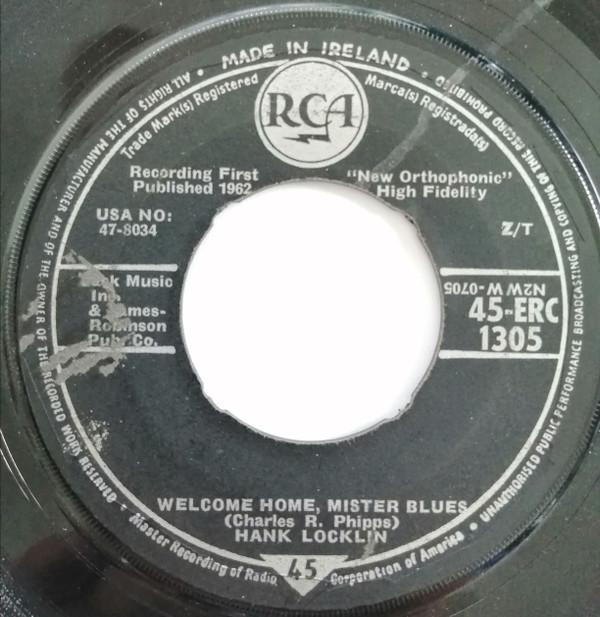 MADE IN IRELAND
ALL RIGHTS OF THE MANUFACTURER AND OF THE OWNER OF THE RECORDED WORK RESERVED
UNAUTHORISED PUBLIC PERFORMANCE BROADCASTING AND COPYING OF THIS RECORD PROHIBITED
Trade Mark(s) Registered
RCA
Marca(s) Registrada(s)
Recording First
Published 1962
"New Orthophonic"
High Fidelity
USA NO:
47-8034
Z/T
Music
Inc.
&
Robinson
Pub. Co.
N2W W-0705
45-ERC
1305
WELCOME HOME, MISTER BLUES
(Charles R. Phipps)
HANK LOCKLIN
Master Recording of Radio Corporation of America
45